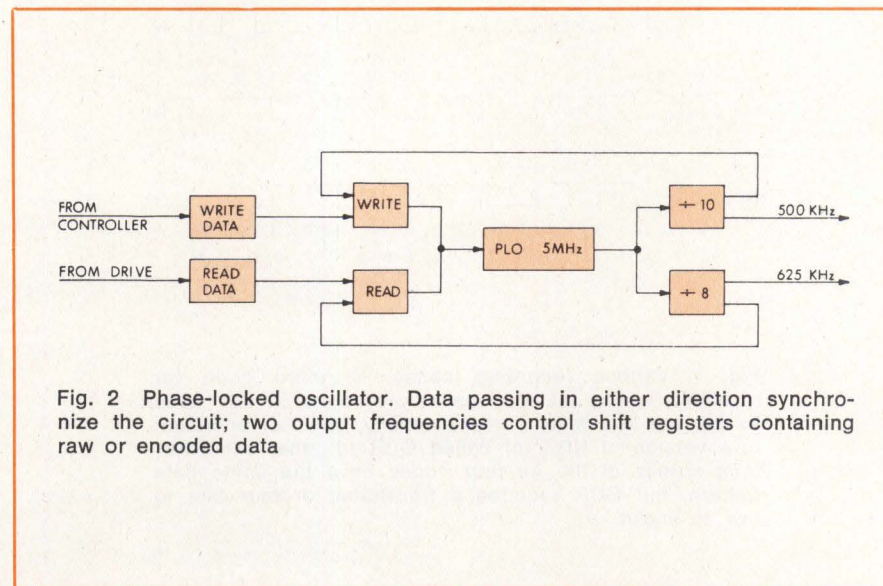 FROM
CONTROLLER
WRITE
DATA
WRITE
FROM DRIVE
READ
DATA
READ
PLO 5MHz
÷ 10
500 KHz
÷ 8
625 KHz
Fig. 2 Phase-locked oscillator. Data passing in either direction synchro-
nize the circuit; two output frequencies control shift registers containing
raw or encoded data